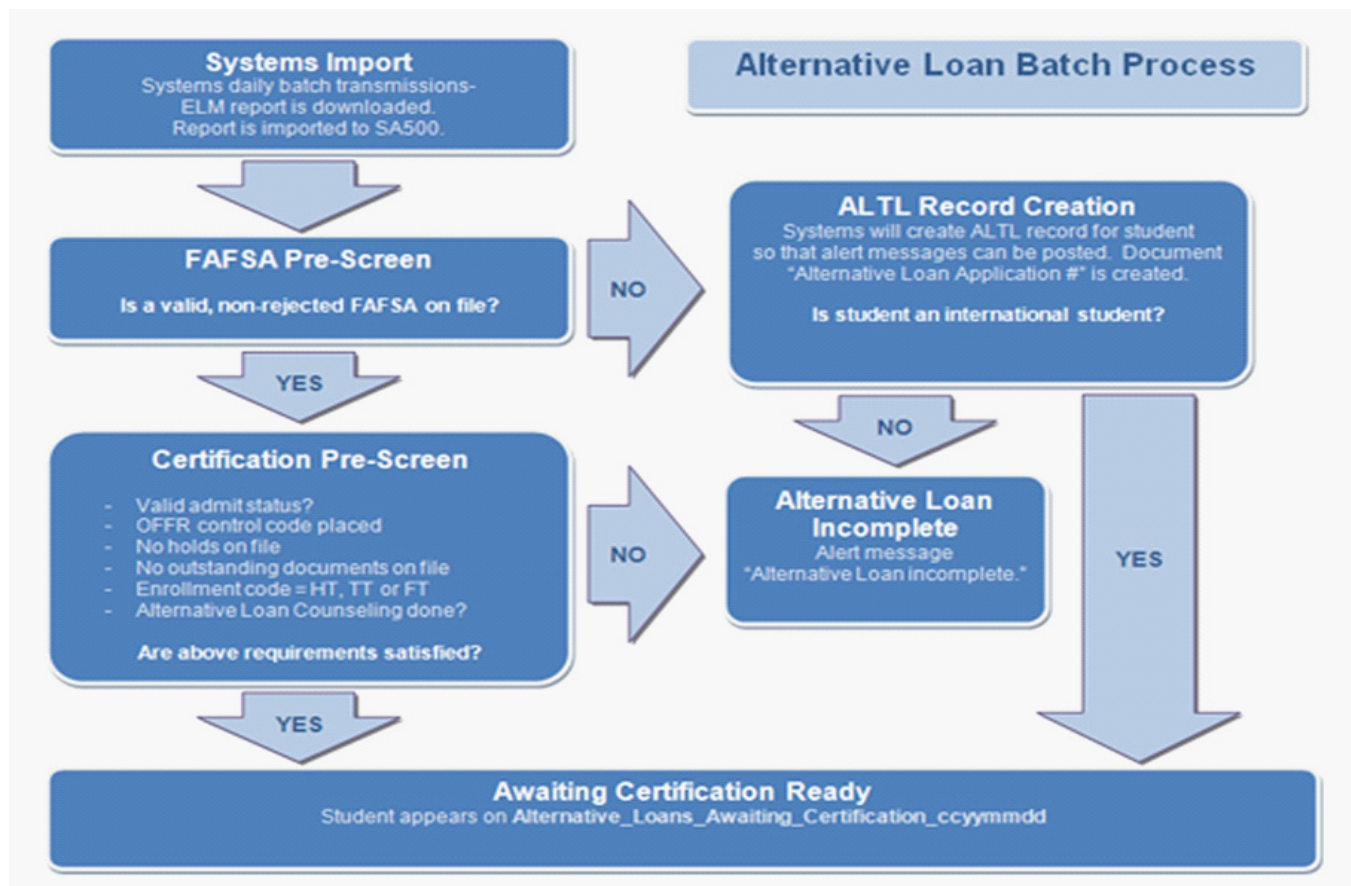 Systems Import
Systems daily batch transmissions-
ELM report is downloaded.
Report is imported to SA500.
Alternative Loan Batch Process
FAFSA Pre-Screen
Is a valid, non-rejected FAFSA on file?
NO
ALTL Record Creation
Systems will create ALTL record for student
so that alert messages can be posted. Document
“Alternative Loan Application #” is created.
Is student an international student?
YES
NO
Certification Pre-Screen
- Valid admit status?
- OFFR control code placed
- No holds on file
- No outstanding documents on file
- Enrollment code = HT, TT or FT
- Alternative Loan Counseling done?
Are above requirements satisfied?
NO
Alternative Loan
Incomplete
Alert message
“Alternative Loan incomplete.”
YES
YES
Awaiting Certification Ready
Student appears on Alternative_Loans_Awaiting_Certification_ccyymmdd